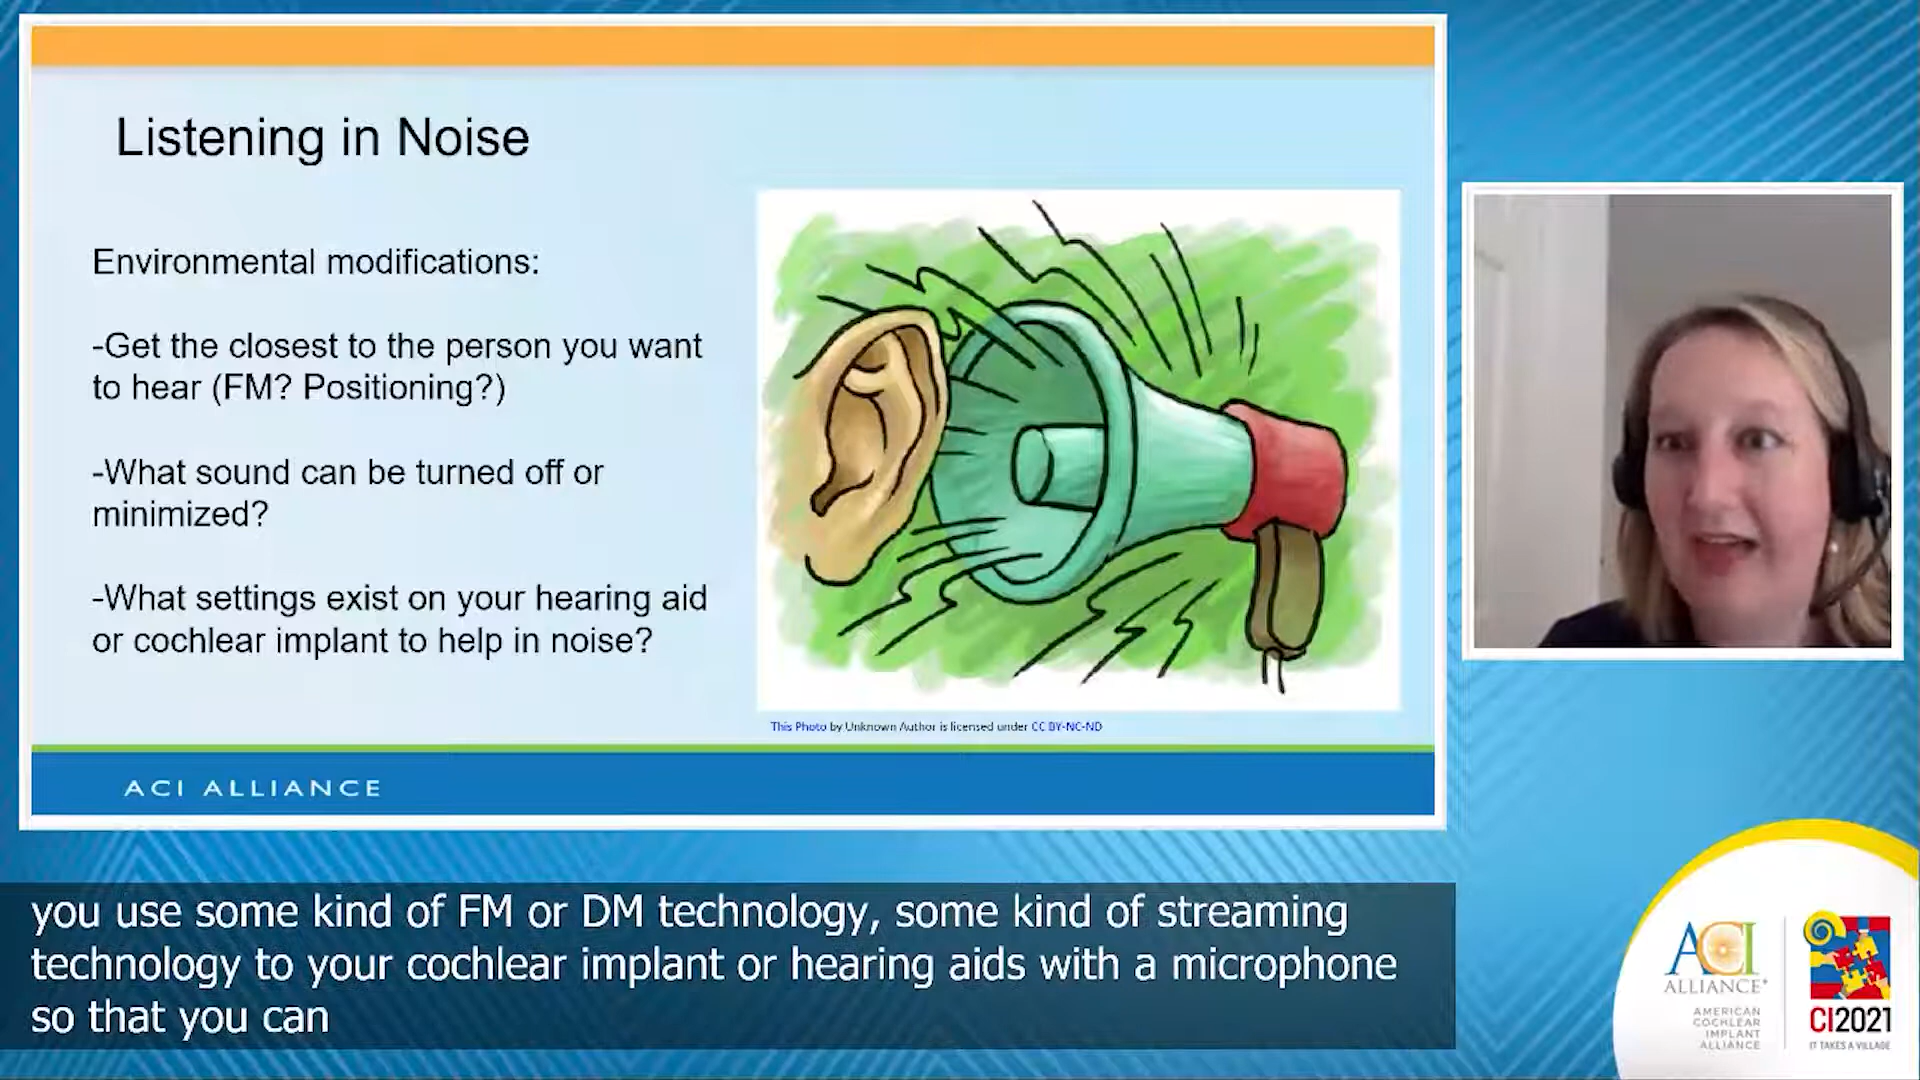 Listening in Noise
Environmental modifications:
-Get the closest to the person you want
to hear (FM? Positioning?)
-What sound can be turned off or
minimized?
-What settings exist on your hearing aid
or cochlear implant to help in noise?
This Photo by Unknown Author is licensed under CC BY-NC-ND
ACI ALLIANCE
you use some kind of FM or DM technology, some kind of streaming
technology to your cochlear implant or hearing aids with a microphone
so that you can
ACI
ALLIANCE
AMERICAN
COCHLEAR
IMPLANT
ALLIANCE
CI2021
IT TAKES A VILLAGE